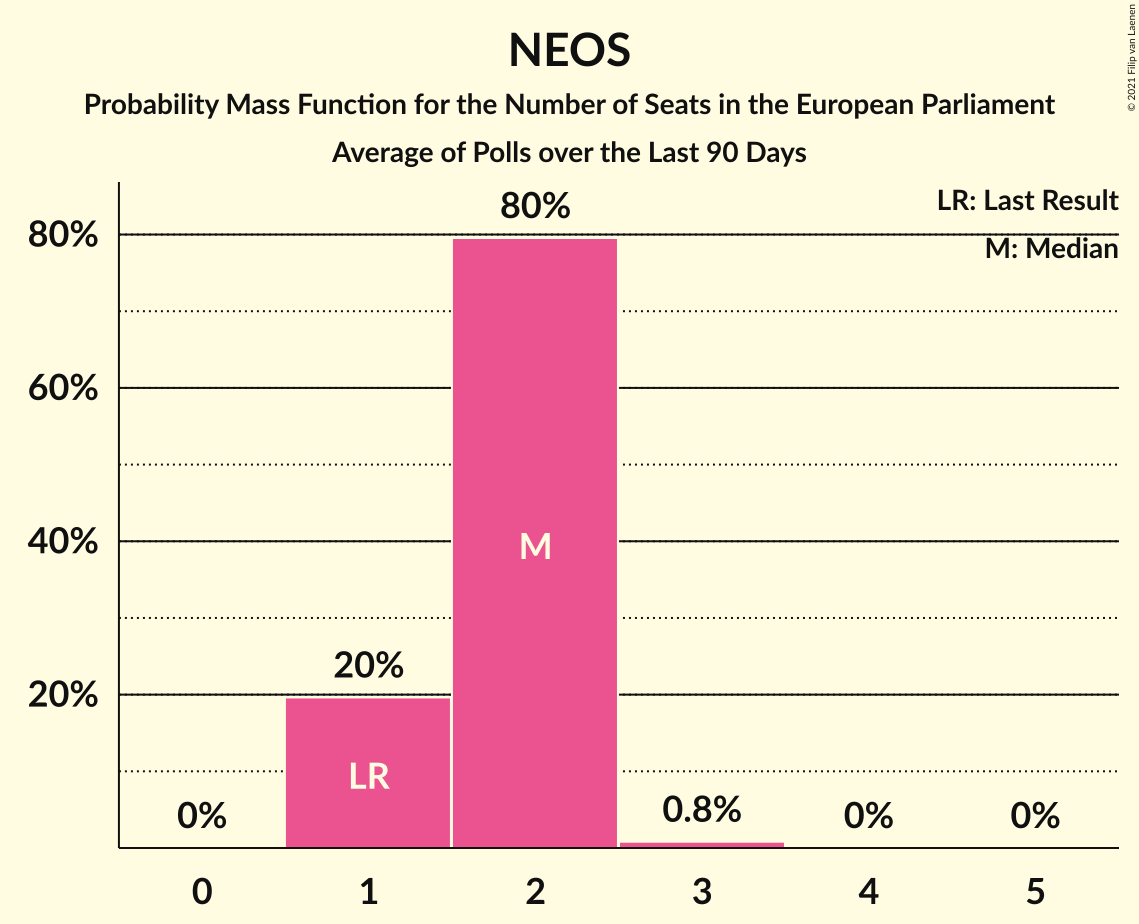 NEOS
Probability Mass Function for the Number of Seats in the European Parliament
Average of Polls over the Last 90 Days
© 2021 Filip van Laenen
LR: Last Result
M: Median
80%
60%
40%
20%
0%
20%
80%
0.8%
0%
0%
LR
M
0 1 2 3 4 5